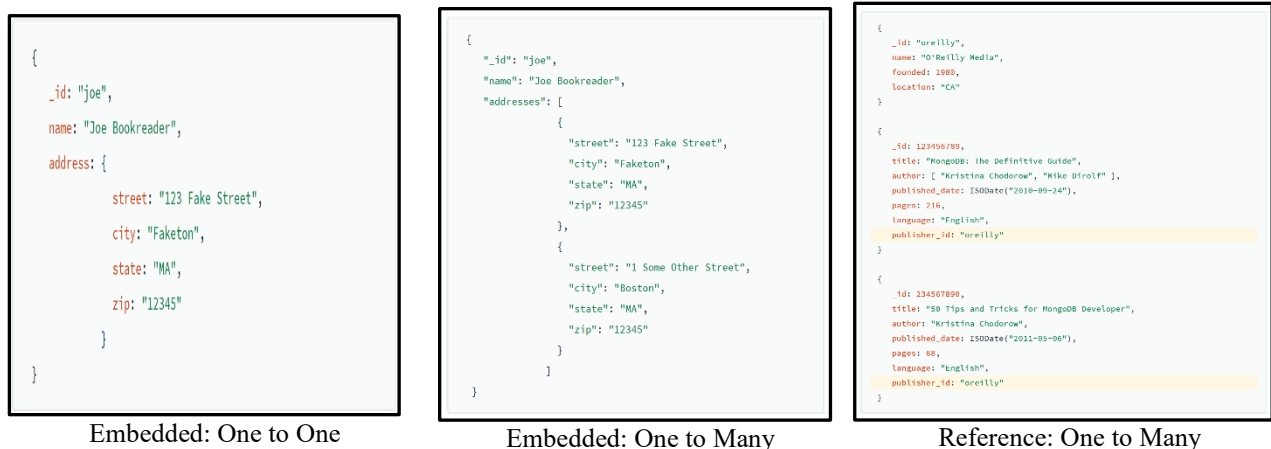 {
_id: "joe",
name: "Joe Bookreader",
address: {
street: "123 Fake Street",
city: "Faketon",
state: "MA",
zip: "12345"
}
}
Embedded: One to One
{
"_id": "joe",
"name": "Joe Bookreader",
"addresses": [
{
"street": "123 Fake Street",
"city": "Faketon",
"state": "MA",
"zip": "12345"
},
{
"street": "1 Some Other Street",
"city": "Boston",
"state": "MA",
"zip": "12345"
}
]
}
Embedded: One to Many
{
_id: "oreilly",
name: "O'Reilly Media",
founded: 1980,
location: "CA"
}
{
_id: 123456789,
title: "MongoDB: The Definitive Guide",
author: [ "Kristina Chodorow", "Mike Dirolf" ],
published_date: ISODate("2010-09-24"),
pages: 216,
language: "English",
publisher_id: "oreilly"
}
{
_id: 234567890,
title: "50 Tips and Tricks for MongoDB Developer",
author: "Kristina Chodorow",
published_date: ISODate("2011-05-06"),
pages: 68,
language: "English",
publisher_id: "oreilly"
}
Reference: One to Many